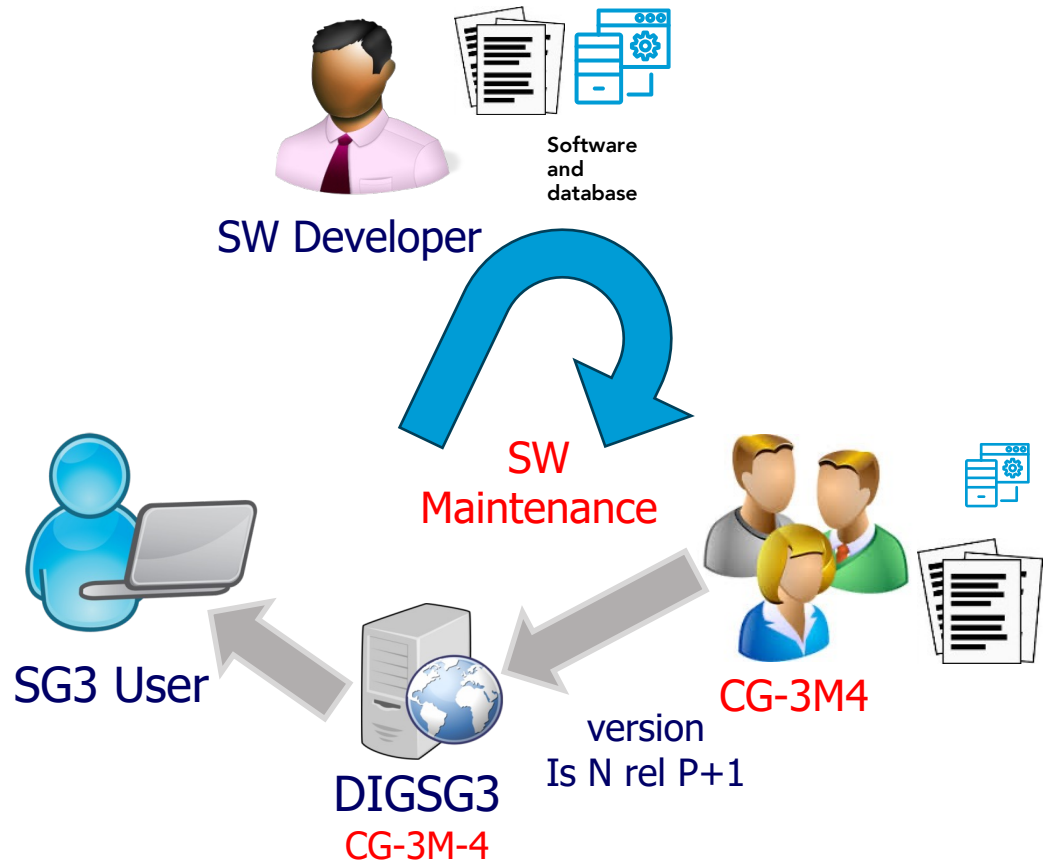 Software
and
database
SW Developer
SW
Maintenance
SG3 User
CG-3M4
version
Is N rel P+1
DIGSG3
CG-3M-4